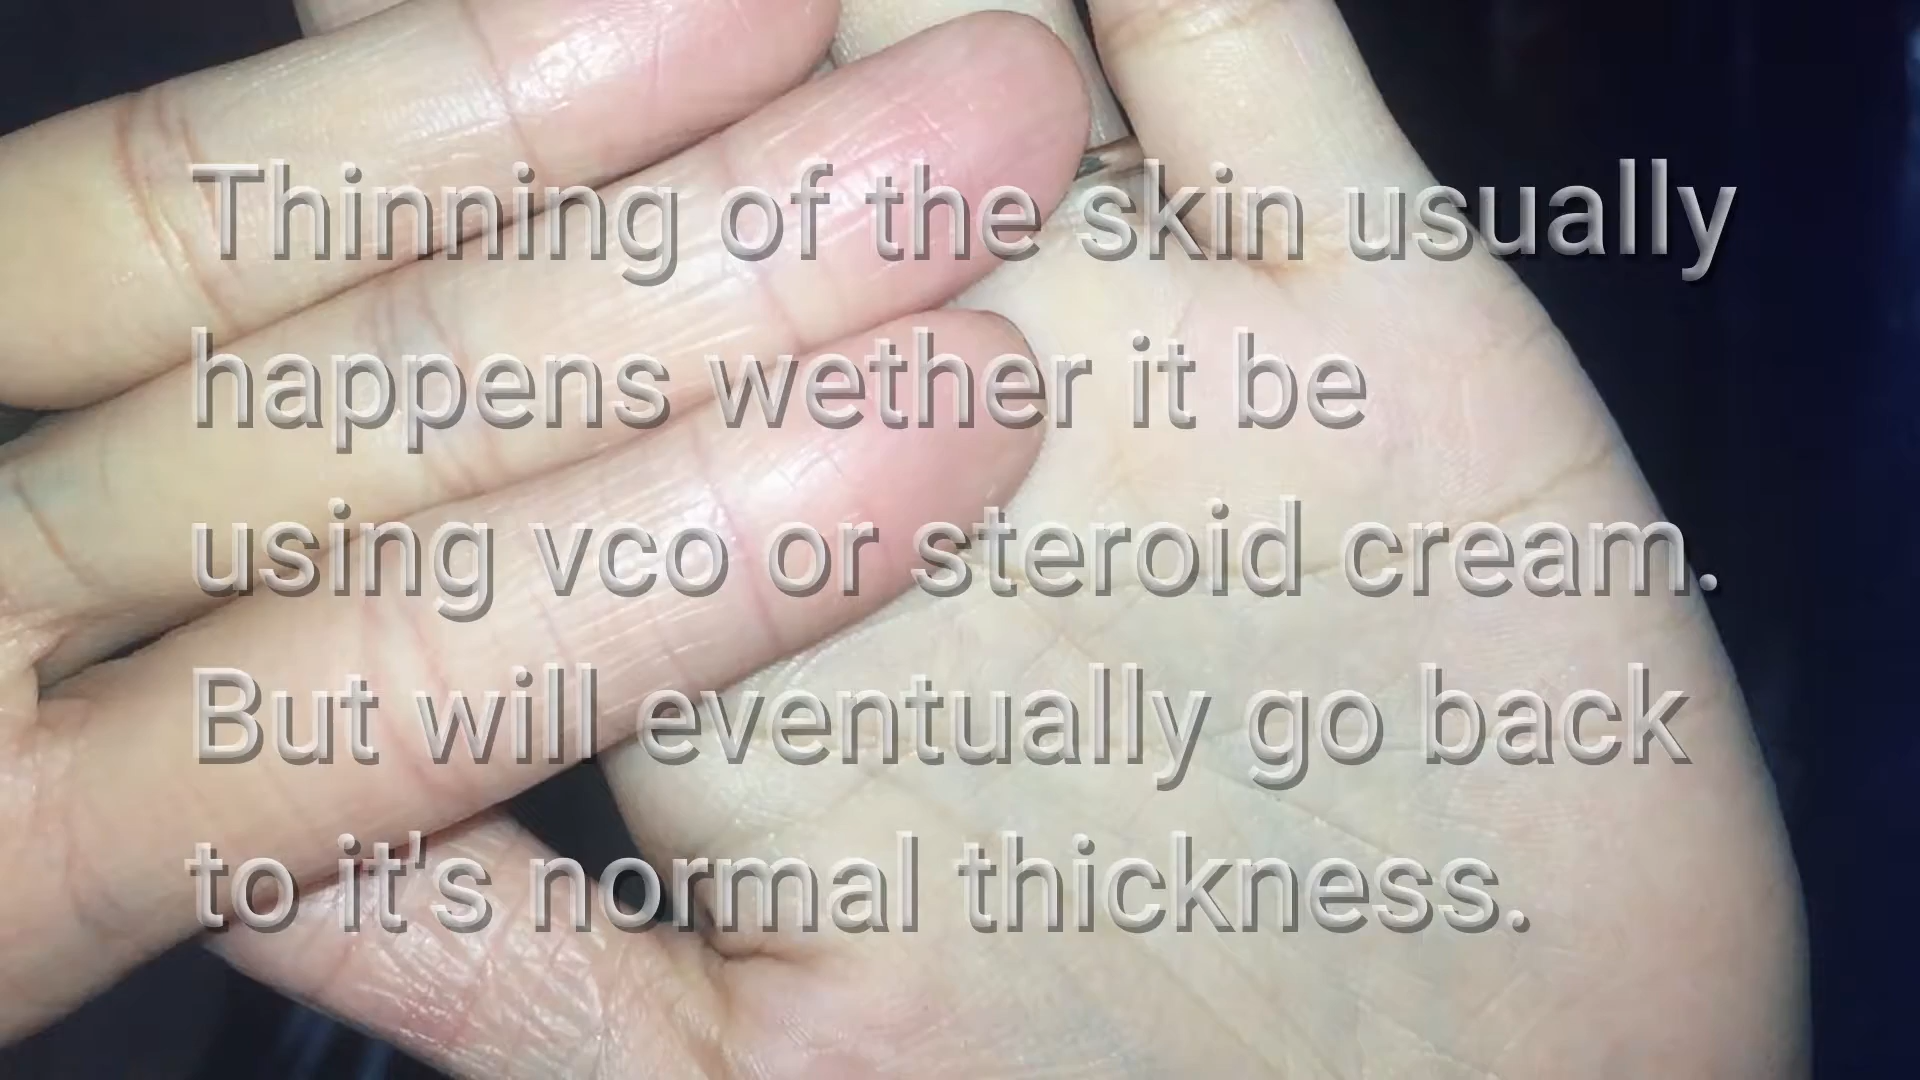 Thinning of the skin usually
happens wether it be
using vco or steroid cream.
But will eventually go back
to it's normal thickness.